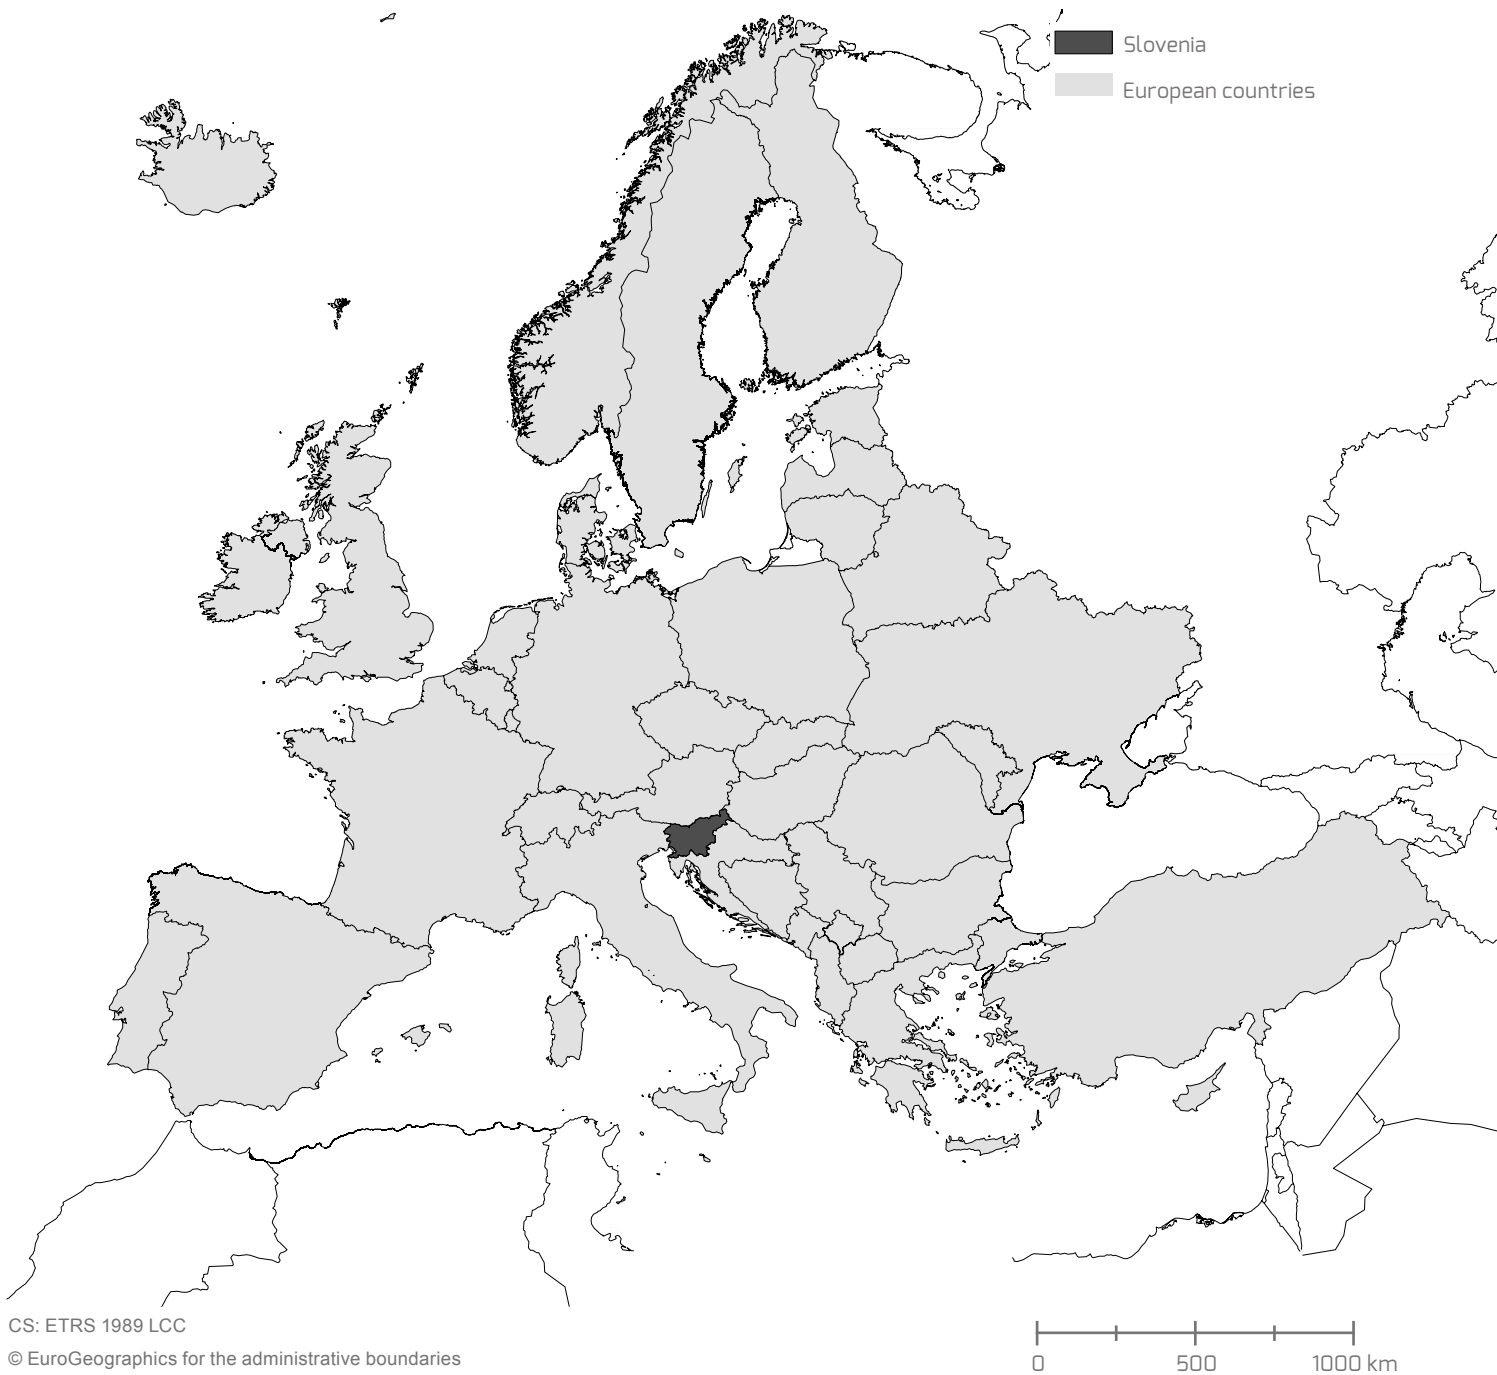 Slovenia
European countries
CS: ETRS 1989 LCC
© EuroGeographics for the administrative boundaries
0 500 1000 km